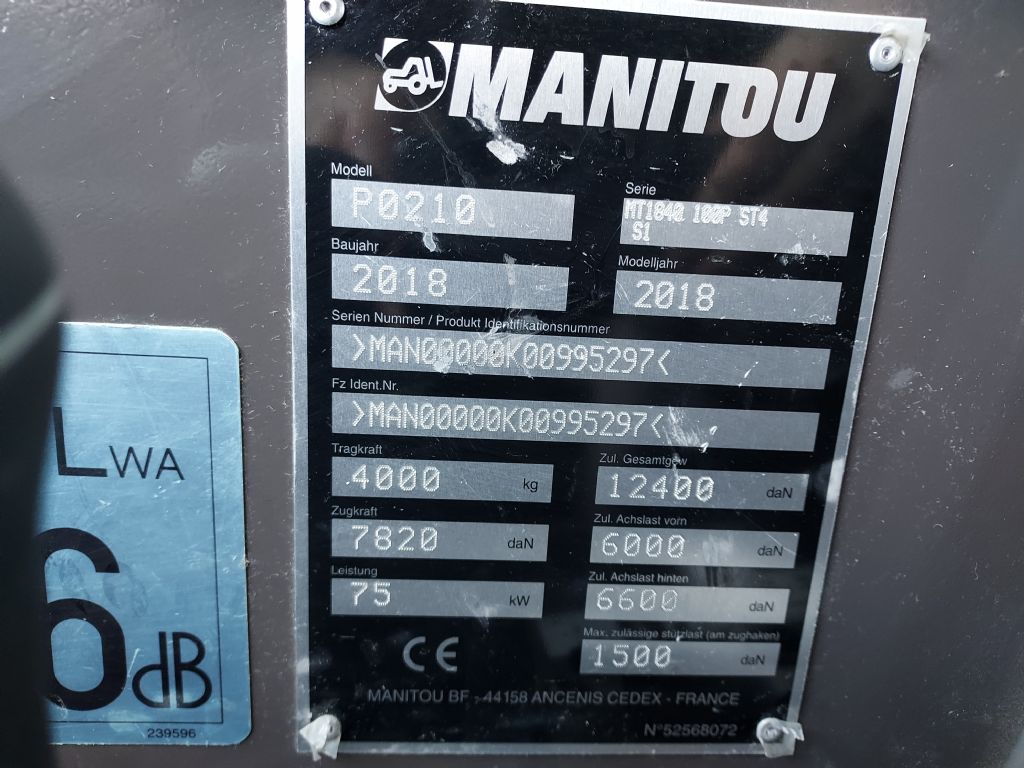 MANITOU
Modell
P0210
Serie
MT1840 100P ST4
S1
Baujahr
2018
Modelljahr
2018
Serien Nummer / Produkt Identifikationsnummer
>MAN00000K00995297<
Fz Ident.Nr.
>MAN00000K00995297<
Tragkraft
4000 kg
Zul. Gesamtgew
12400 daN
Zugkraft
7820 daN
Zul. Achslast vorn
6000 daN
Leistung
75 kW
Zul. Achslast hinten
6600 daN
Max. zulässige stützlast (am zughaken)
1500 daN
CE
MANITOU BF - 44158 ANCENIS CEDEX - FRANCE
N°52568072
LWA
6 dB
239596